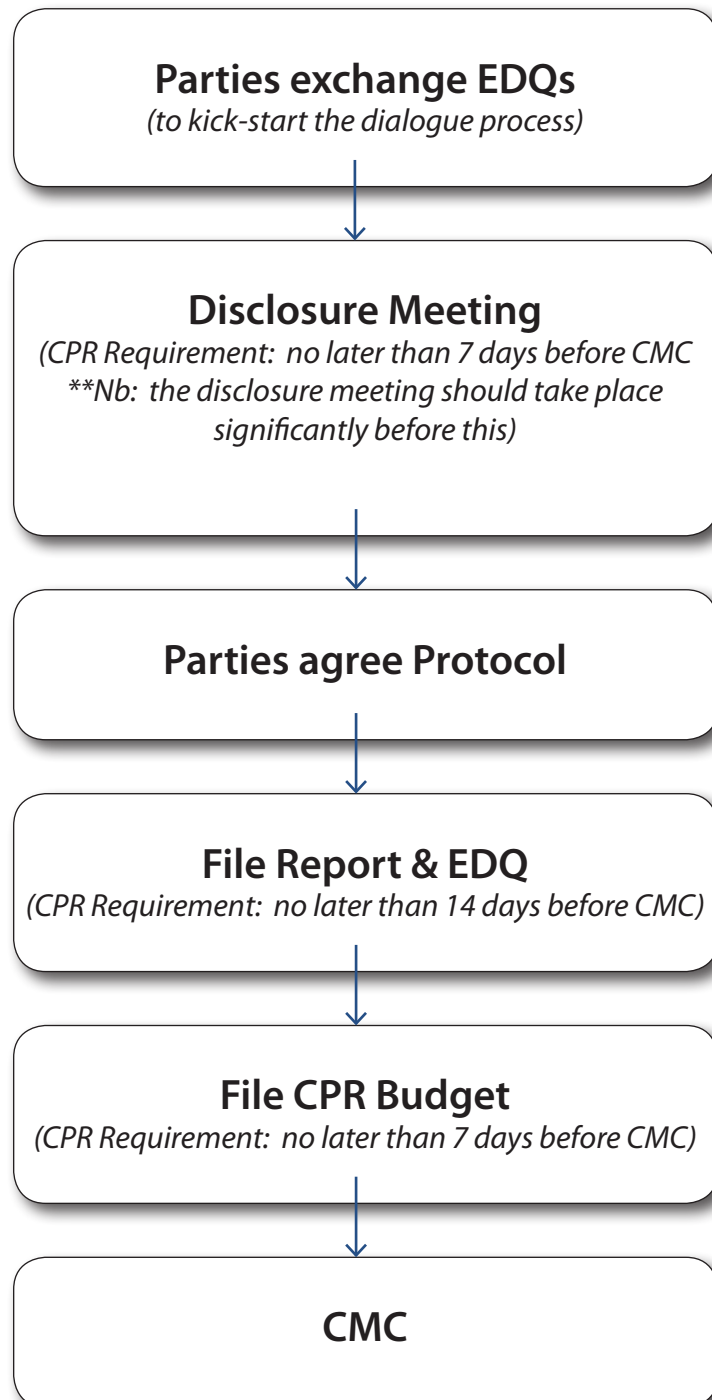 Parties exchange EDQs
(to kick-start the dialogue process)
Disclosure Meeting
(CPR Requirement: no later than 7 days before CMC
**Nb: the disclosure meeting should take place
significantly before this)
Parties agree Protocol
File Report & EDQ
(CPR Requirement: no later than 14 days before CMC)
File CPR Budget
(CPR Requirement: no later than 7 days before CMC)
CMC